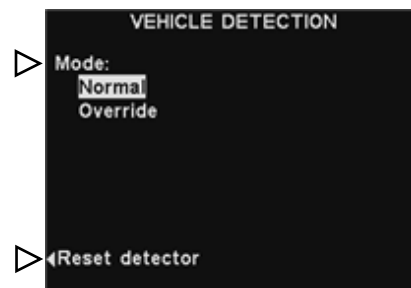 VEHICLE DETECTION
Mode:
Normal
Override
Reset detector